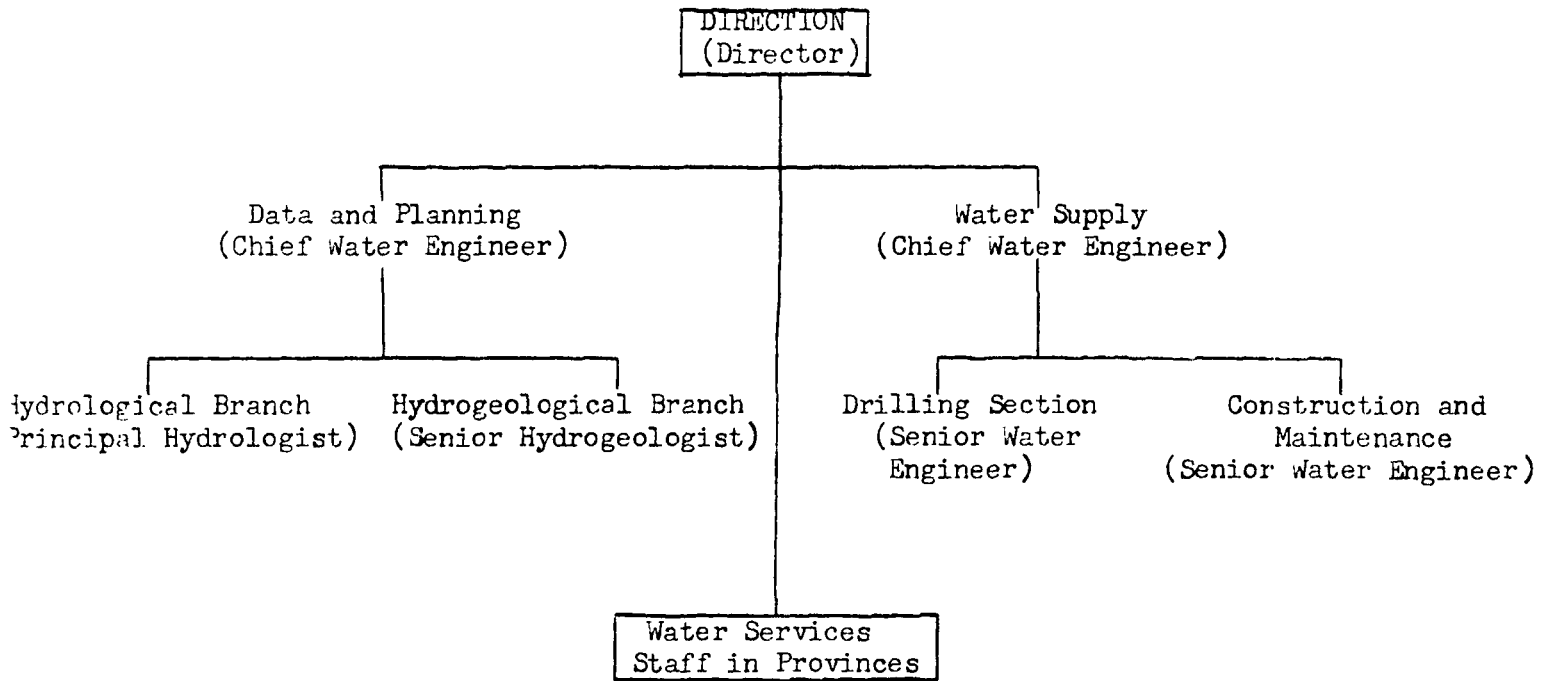 DIRECTION
(Director)
Data and Planning
(Chief Water Engineer)
Water Supply
(Chief Water Engineer)
Hydrological Branch
(Principal Hydrologist)
Hydrogeological Branch
(Senior Hydrogeologist)
Drilling Section
(Senior Water
Engineer)
Construction and
Maintenance
(Senior Water Engineer)
Water Services
Staff in Provinces